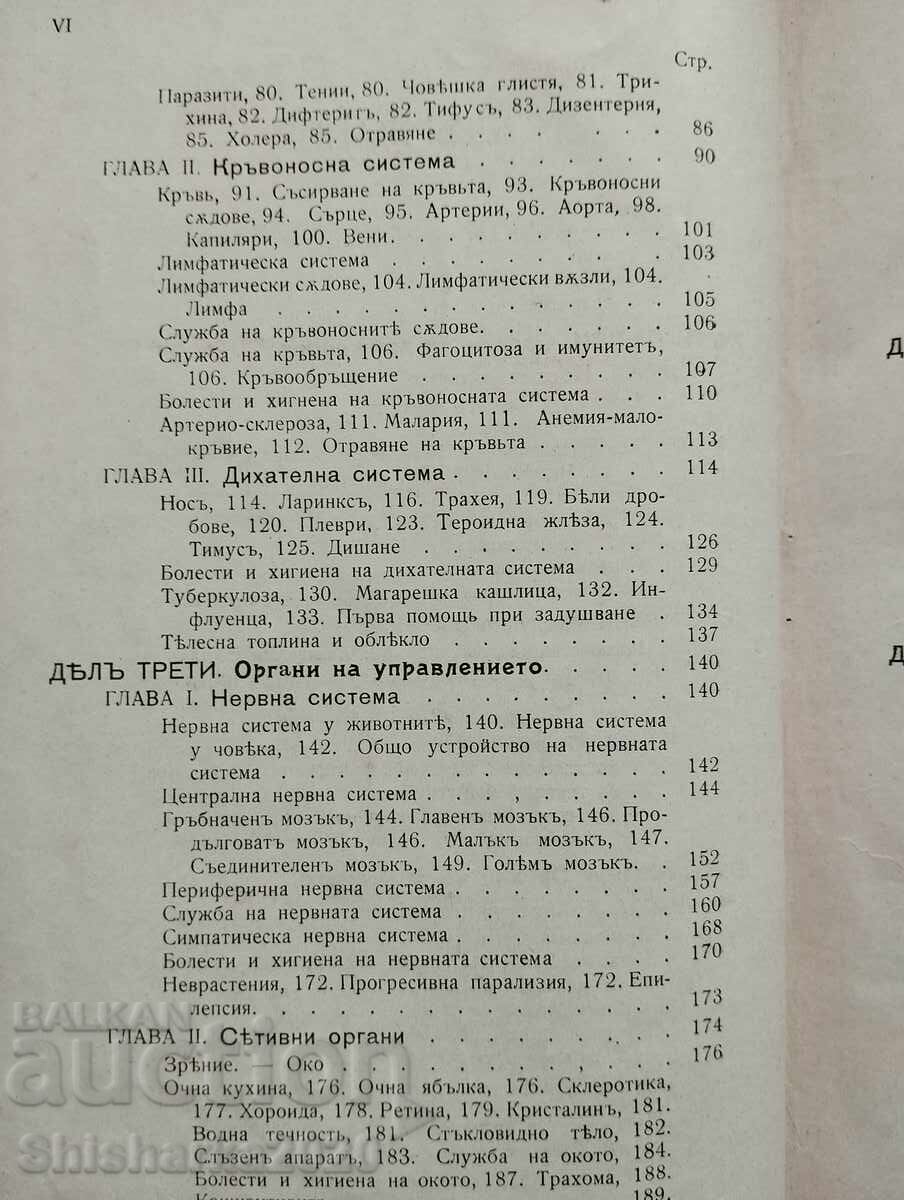 VI
Стр.
Паразити, 80. Тении, 80. Човѣшка глистя, 81. Три-
хина, 82. Дифтеритъ, 82. Тифусъ, 83. Дизентерия,
85. Холера, 85. Отравяне . . . . . . . 86
ГЛАВА II. Кръвоносна система . . . . . . . 90
Кръвь, 91. Съсирване на кръвьта, 93. Кръвоносни
сѫдове, 94. Сърце, 95. Артерии, 96. Аорта, 98.
Капиляри, 100. Вени. . . . . . . . . . 101
Лимфатическа система . . . . . . . . . 103
Лимфатически сѫдове, 104. Лимфатически вѫзли, 104.
Лимфа . . . . . . . . . . . . . 105
Служба на кръвоноснитѣ сѫдове. . . . . . . 106
Служба на кръвьта, 106. Фагоцитоза и имунитетъ,
106. Кръвообръщение . . . . . . . . . 107
Болести и хигнена на кръвоносната система . . . 110
Артерио-склероза, 111. Малария, 111. Анемия-мало-
кръвие, 112. Отравяне на кръвьта . . . . . 113
ГЛАВА III. Дихателна система . . . . . . . . 114
Носъ, 114. Ларинксъ, 116. Трахея, 119. Бѣли дро-
бове, 120. Плеври, 123. Тероидна жлѣза, 124.
Тимусъ, 125. Дишане . . . . . . . . . 126
Болести и хигиена на дихателната система . . . 129
Туберкулоза, 130. Магарешка кашлица, 132. Ин-
флуенца, 133. Първа помощь при задушване . 134
Тѣлесна топлина и облѣкло . . . . . . . . 137
ДѢЛЪ ТРЕТИ. Органи на управлението . . . . . 140
ГЛАВА I. Нервна система . . . . . . . . . 140
Нервна система у животнитѣ, 140. Нервна система
у човѣка, 142. Общо устройство на нервната
система . . . . . . . . . . . . . 142
Централна нервна система . . . , . . . . . 144
Гръбначенъ мозъкъ, 144. Главенъ мозъкъ, 146. Про-
дълговатъ мозъкъ, 146. Малъкъ мозъкъ, 147.
Съединителенъ мозъкъ, 149. Голѣмъ мозъкъ. . 152
Периферична нервна система . . . . . . . . 157
Служба на нервната система . . . . . . . . 160
Симпатическа нервна система . . . . . . . . 168
Болести и хигиена на нервната система . . . . 170
Неврастения, 172. Прогресивна парализия, 172. Епи-
лепсия. . . . . . . . . . . . . . 173
ГЛАВА II. Сѣтивни органи . . . . . . . . . 174
Зрѣние. — Око . . . . . . . . . . , . . . 176
Очна кухина, 176. Очна ябълка, 176. Склеротика,
177. Хороида, 178. Ретина, 179. Кристалинъ, 181.
Водна течность, 181. Стъкловидно тѣло, 182.
Слъзенъ апаратъ, 183. Служба на окото, 184.
Болести и хигиена на окото, 187. Трахома, 188.
189.
Д
Д
BALKAN
auction